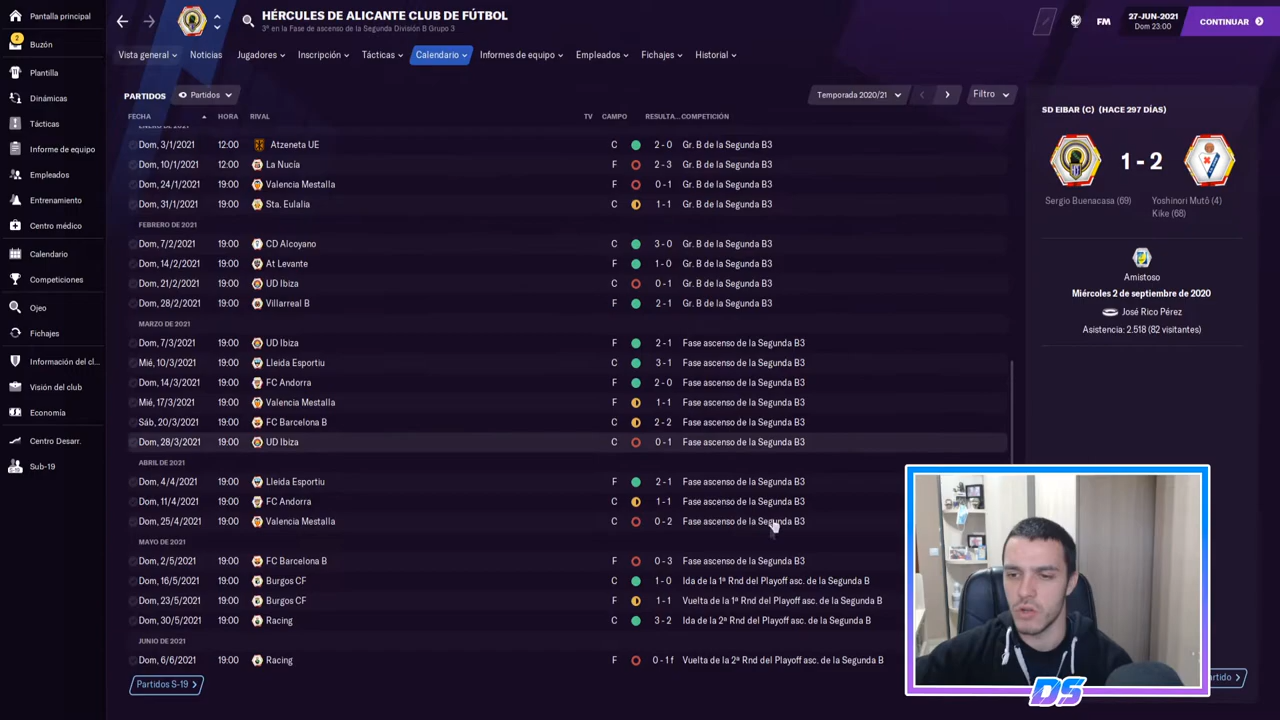 HÉRCULES DE ALICANTE CLUB DE FÚTBOL
3º en la Fase de ascenso de la Segunda División B Grupo 3
FM
27-JUN-2021
Dom 23:00
CONTINUAR
Pantalla principal
2
Buzón
Plantilla
Dinámicas
Tácticas
Informe de equipo
Empleados
Entrenamiento
Centro médico
Calendario
Competiciones
Ojeo
Fichajes
Información del cl...
Visión del club
Economía
Centro Desarr.
Sub-19
Vista general
Noticias
Jugadores
Inscripción
Tácticas
Calendario
Informes de equipo
Empleados
Fichajes
Historial
PARTIDOS
Partidos
Temporada 2020/21
Filtro
FECHA HORA RIVAL TV CAMPO RESULTA... COMPETICIÓN
ENERO DE 2021
Dom, 3/1/2021 12:00 Atzeneta UE C 2 - 0 Gr. B de la Segunda B3
Dom, 10/1/2021 12:00 La Nucía F 2 - 3 Gr. B de la Segunda B3
Dom, 24/1/2021 19:00 Valencia Mestalla F 0 - 1 Gr. B de la Segunda B3
Dom, 31/1/2021 19:00 Sta. Eulalia C 1 - 1 Gr. B de la Segunda B3
FEBRERO DE 2021
Dom, 7/2/2021 19:00 CD Alcoyano C 3 - 0 Gr. B de la Segunda B3
Dom, 14/2/2021 19:00 At Levante F 1 - 0 Gr. B de la Segunda B3
Dom, 21/2/2021 19:00 UD Ibiza C 0 - 1 Gr. B de la Segunda B3
Dom, 28/2/2021 19:00 Villarreal B F 2 - 1 Gr. B de la Segunda B3
MARZO DE 2021
Dom, 7/3/2021 19:00 UD Ibiza F 2 - 1 Fase ascenso de la Segunda B3
Mié, 10/3/2021 19:00 Lleida Esportiu C 3 - 1 Fase ascenso de la Segunda B3
Dom, 14/3/2021 19:00 FC Andorra F 2 - 0 Fase ascenso de la Segunda B3
Mié, 17/3/2021 19:00 Valencia Mestalla F 1 - 1 Fase ascenso de la Segunda B3
Sáb, 20/3/2021 19:00 FC Barcelona B C 2 - 2 Fase ascenso de la Segunda B3
Dom, 28/3/2021 19:00 UD Ibiza C 0 - 1 Fase ascenso de la Segunda B3
ABRIL DE 2021
Dom, 4/4/2021 19:00 Lleida Esportiu F 2 - 1 Fase ascenso de la Segunda B3
Dom, 11/4/2021 19:00 FC Andorra C 1 - 1 Fase ascenso de la Segunda B3
Dom, 25/4/2021 19:00 Valencia Mestalla C 0 - 2 Fase ascenso de la Segunda B3
MAYO DE 2021
Dom, 2/5/2021 19:00 FC Barcelona B F 0 - 3 Fase ascenso de la Segunda B3
Dom, 16/5/2021 19:00 Burgos CF C 1 - 0 Ida de la 1ª Rnd del Playoff asc. de la Segunda B
Dom, 23/5/2021 19:00 Burgos CF F 1 - 1 Vuelta de la 1ª Rnd del Playoff asc. de la Segunda B
Dom, 30/5/2021 19:00 Racing C 3 - 2 Ida de la 2ª Rnd del Playoff asc. de la Segunda B
JUNIO DE 2021
Dom, 6/6/2021 19:00 Racing F 0 - 1 f Vuelta de la 2ª Rnd del Playoff asc. de la Segunda B
Partidos S-19
SD EIBAR (C) (HACE 297 DÍAS)
1 - 2
Sergio Buenacasa (69)
Yoshinori Mutō (4)
Kike (68)
Amistoso
Miércoles 2 de septiembre de 2020
José Rico Pérez
Asistencia: 2.518 (82 visitantes)
artido
DS